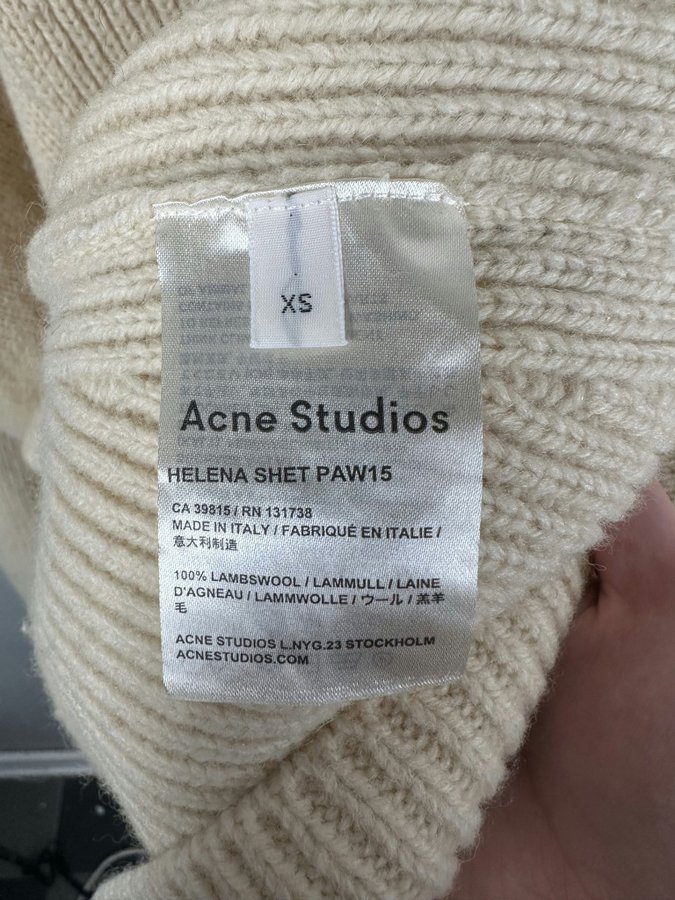 XS
Acne Studios
HELENA SHET PAW15
CA 39815 / RN 131738
MADE IN ITALY / FABRIQUÉ EN ITALIE /
意大利制造
100% LAMBSWOOL / LAMMULL / LAINE
D'AGNEAU / LAMMWOLLE / ウール / 羔羊
毛
ACNE STUDIOS L.NYG.23 STOCKHOLM
ACNESTUDIOS.COM